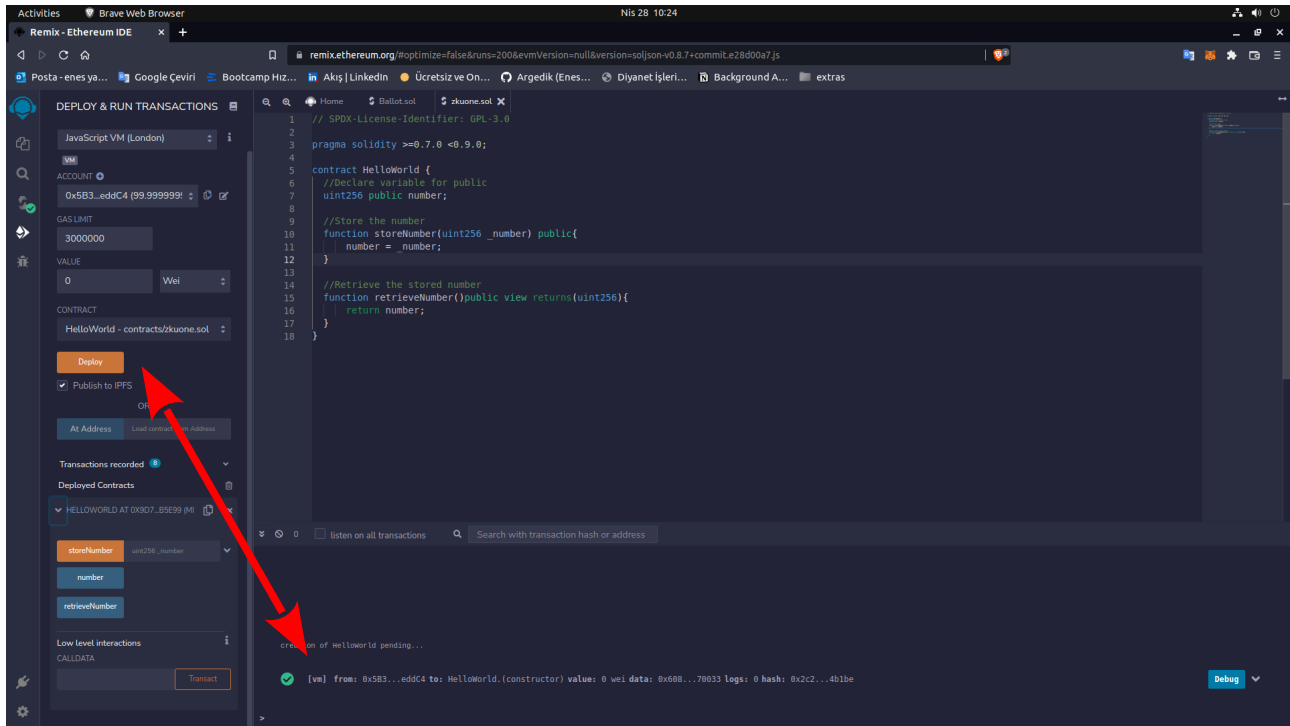 Activities Brave Web Browser Nis 28 10:24
Remix - Ethereum IDE × +
remix.ethereum.org/#optimize=false&runs=200&evmVersion=null&version=soljson-v0.8.7+commit.e28d00a7.js
Posta - enes ya... Google Çeviri Bootcamp Hız... Akış | LinkedIn Ücretsiz ve On... Argedik (Enes... Diyanet İşleri... Background A... extras
DEPLOY & RUN TRANSACTIONS
JavaScript VM (London)
VM
ACCOUNT
0x5B3...eddC4 (99.9999999
GAS LIMIT
3000000
VALUE
0 Wei
CONTRACT
HelloWorld - contracts/zkuone.sol
Deploy
Publish to IPFS
OR
At Address Load contract from Address
Transactions recorded 8
Deployed Contracts
HELLOWORLD AT 0X9D7...B5E99 (M
storeNumber uint256 _number
number
retrieveNumber
Low level interactions
CALLDATA
Transact
Home Ballot.sol zkuone.sol
1 // SPDX-License-Identifier: GPL-3.0
2
3 pragma solidity >=0.7.0 <0.9.0;
4
5 contract HelloWorld {
6 //Declare variable for public
7 uint256 public number;
8
9 //Store the number
10 function storeNumber(uint256 _number) public{
11 number = _number;
12 }
13
14 //Retrieve the stored number
15 function retrieveNumber()public view returns(uint256){
16 return number;
17 }
18 }
0 listen on all transactions Search with transaction hash or address
creation of HelloWorld pending...
[vm] from: 0x5B3...eddC4 to: HelloWorld.(constructor) value: 0 wei data: 0x608...70033 logs: 0 hash: 0x2c2...4b1be
Debug
>